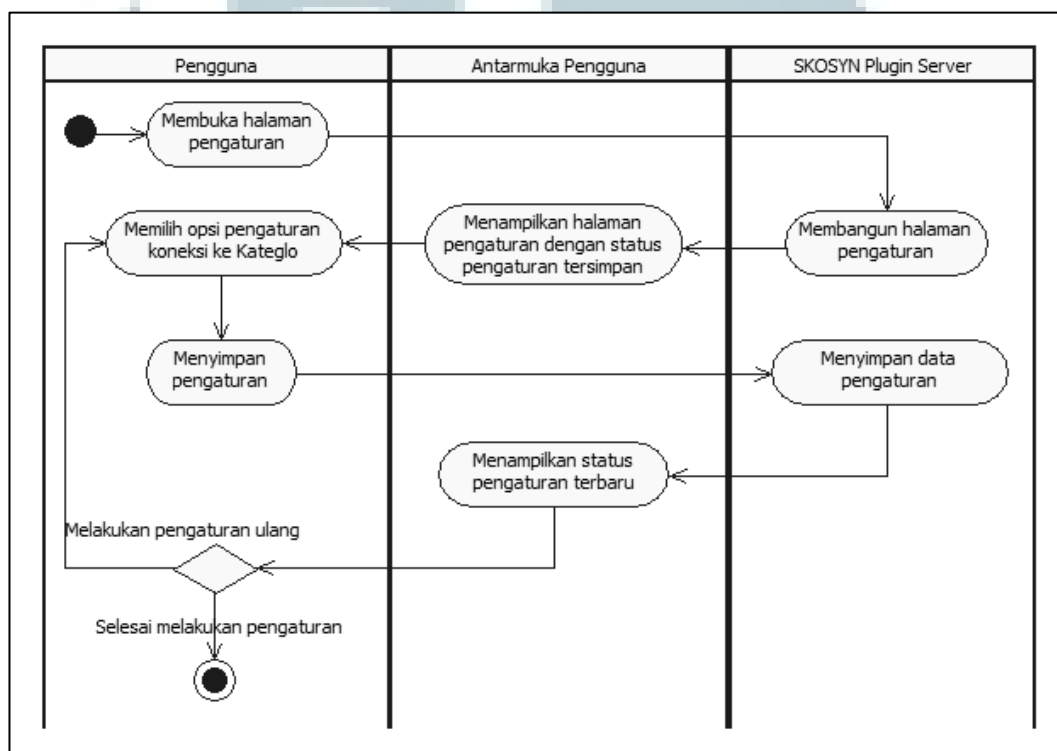 Pengguna
Antarmuka Pengguna
SKOSYN Plugin Server
Membuka halaman
pengaturan
Memilih opsi pengaturan
koneksi ke Kateglo
Menampilkan halaman
pengaturan dengan status
pengaturan tersimpan
Membangun halaman
pengaturan
Menyimpan
pengaturan
Menyimpan data
pengaturan
Menampilkan status
pengaturan terbaru
Melakukan pengaturan ulang
Selesai melakukan pengaturan